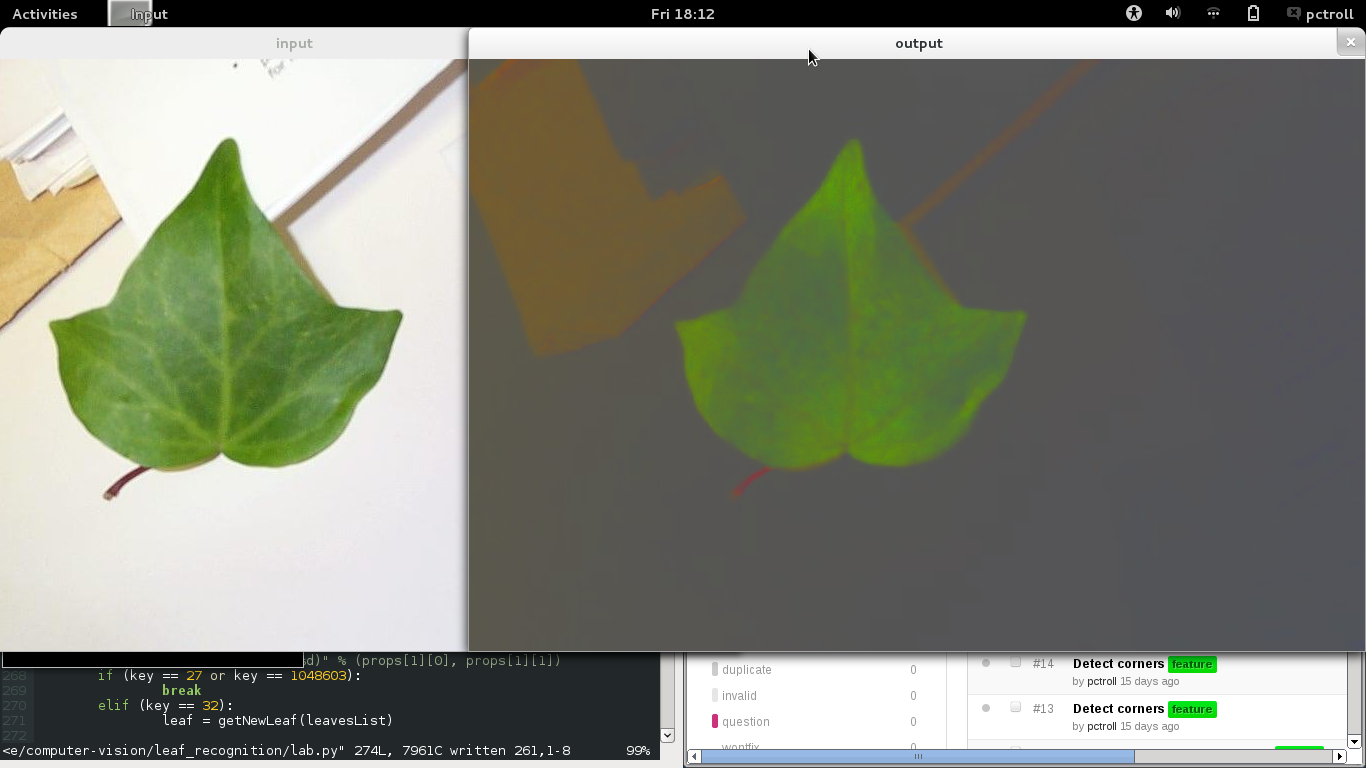 Activities
Input
Fri 18:12
pctroll
input
output
for
d)" % (props[1][0], props[1][1])
268 if (key == 27 or key == 1048603):
269 break
270 elif (key == 32):
271 leaf = getNewLeaf(leavesList)
272
<e/computer-vision/leaf_recognition/lab.py" 274L, 7961C written 261,1-8 99%
duplicate 0
invalid 0
question 0
wontfix 0
#14 Detect corners feature
by pctroll 15 days ago
#13 Detect corners feature
by pctroll 15 days ago